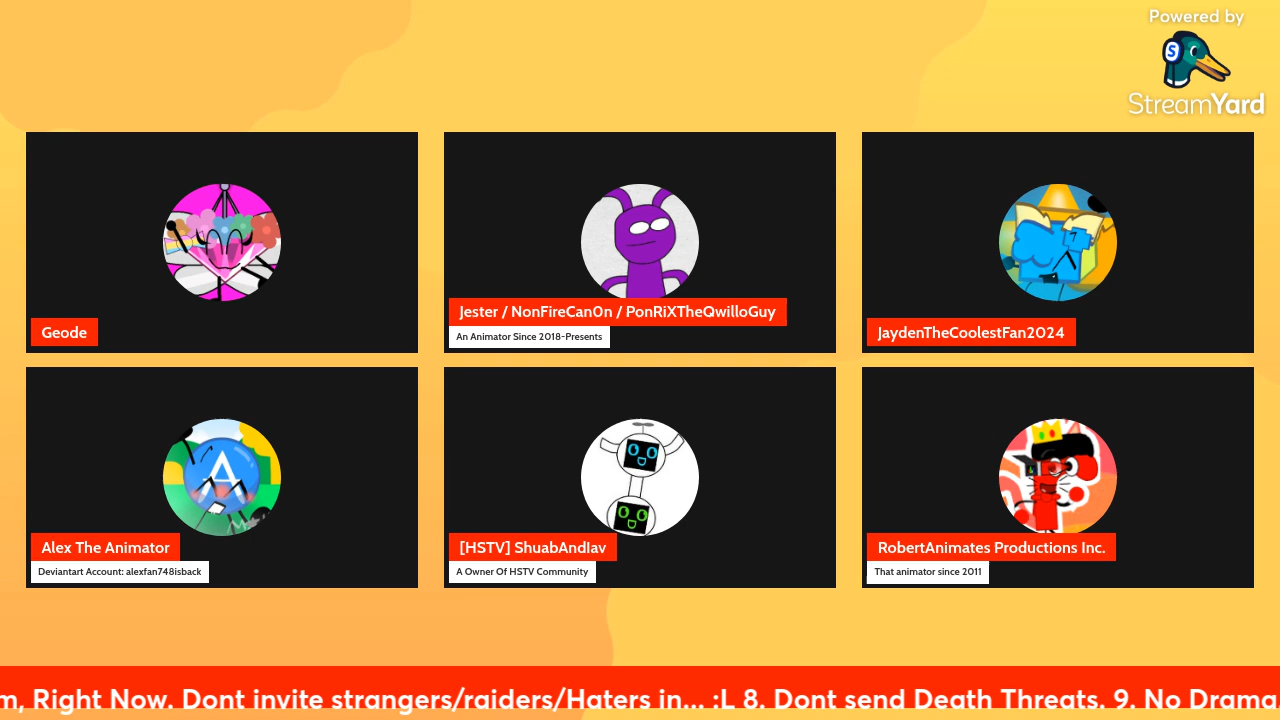 Powered by
StreamYard
Geode
Jester / NonFireCan0n / PonRiXTheQwilloGuy
An Animator Since 2018-Presents
JaydenTheCoolestFan2024
Alex The Animator
Deviantart Account: alexfan748isback
[HSTV] ShuabAndIav
A Owner Of HSTV Community
RobertAnimates Productions Inc.
That animator since 2011
m, Right Now. Dont invite strangers/raiders/Haters in... :L 8. Dont send Death Threats. 9. No Drama